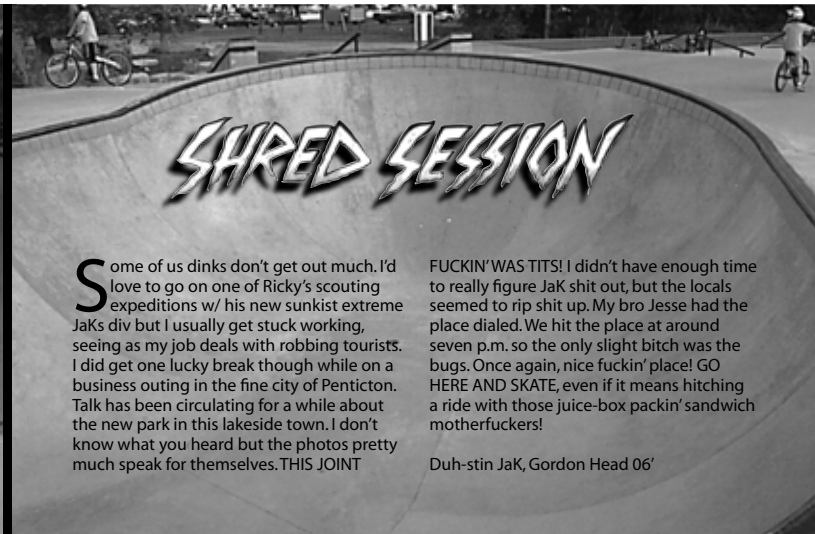 SHRED SESSION
Some of us dinks don't get out much. I'd
love to go on one of Ricky's scouting
expeditions w/ his new sunkist extreme
JaKs div but I usually get stuck working,
seeing as my job deals with robbing tourists.
I did get one lucky break though while on a
business outing in the fine city of Penticton.
Talk has been circulating for a while about
the new park in this lakeside town. I don't
know what you heard but the photos pretty
much speak for themselves. THIS JOINT
FUCKIN' WAS TITS! I didn't have enough time
to really figure JaK shit out, but the locals
seemed to rip shit up. My bro Jesse had the
place dialed. We hit the place at around
seven p.m. so the only slight bitch was the
bugs. Once again, nice fuckin' place! GO
HERE AND SKATE, even if it means hitching
a ride with those juice-box packin' sandwich
motherfuckers!
Duh-stin JaK, Gordon Head 06'